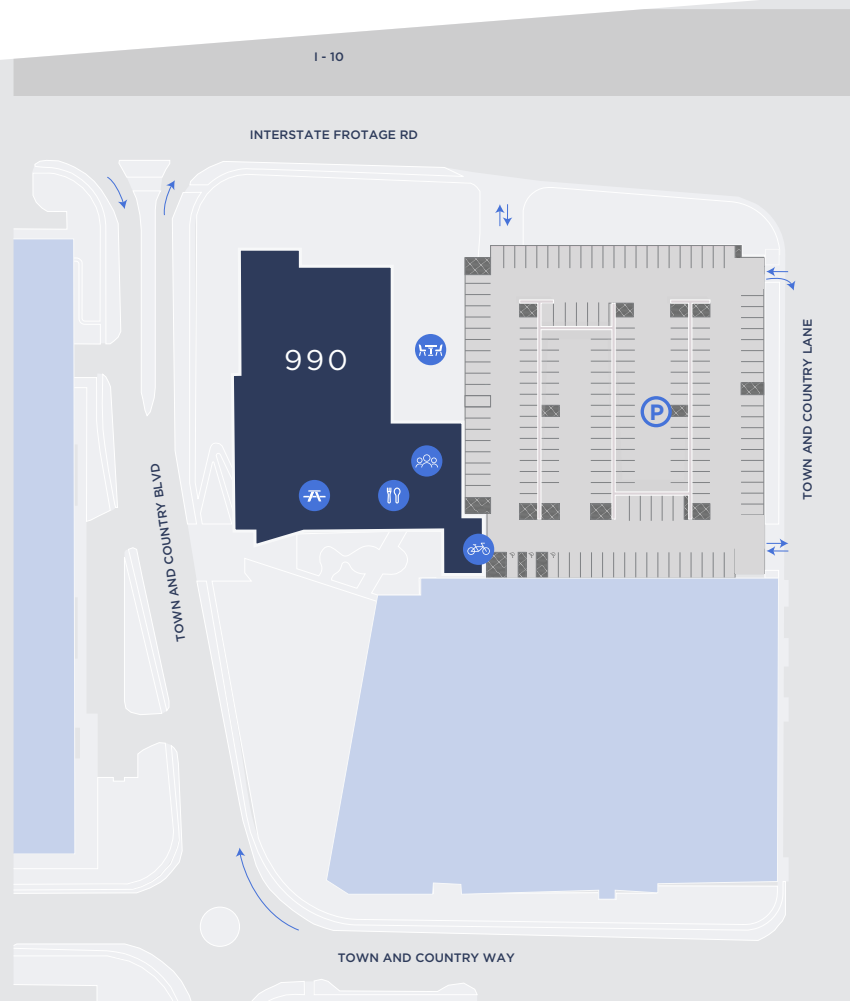 I - 10
INTERSTATE FROTAGE RD
990
P
TOWN AND COUNTRY LANE
TOWN AND COUNTRY BLVD
TOWN AND COUNTRY WAY